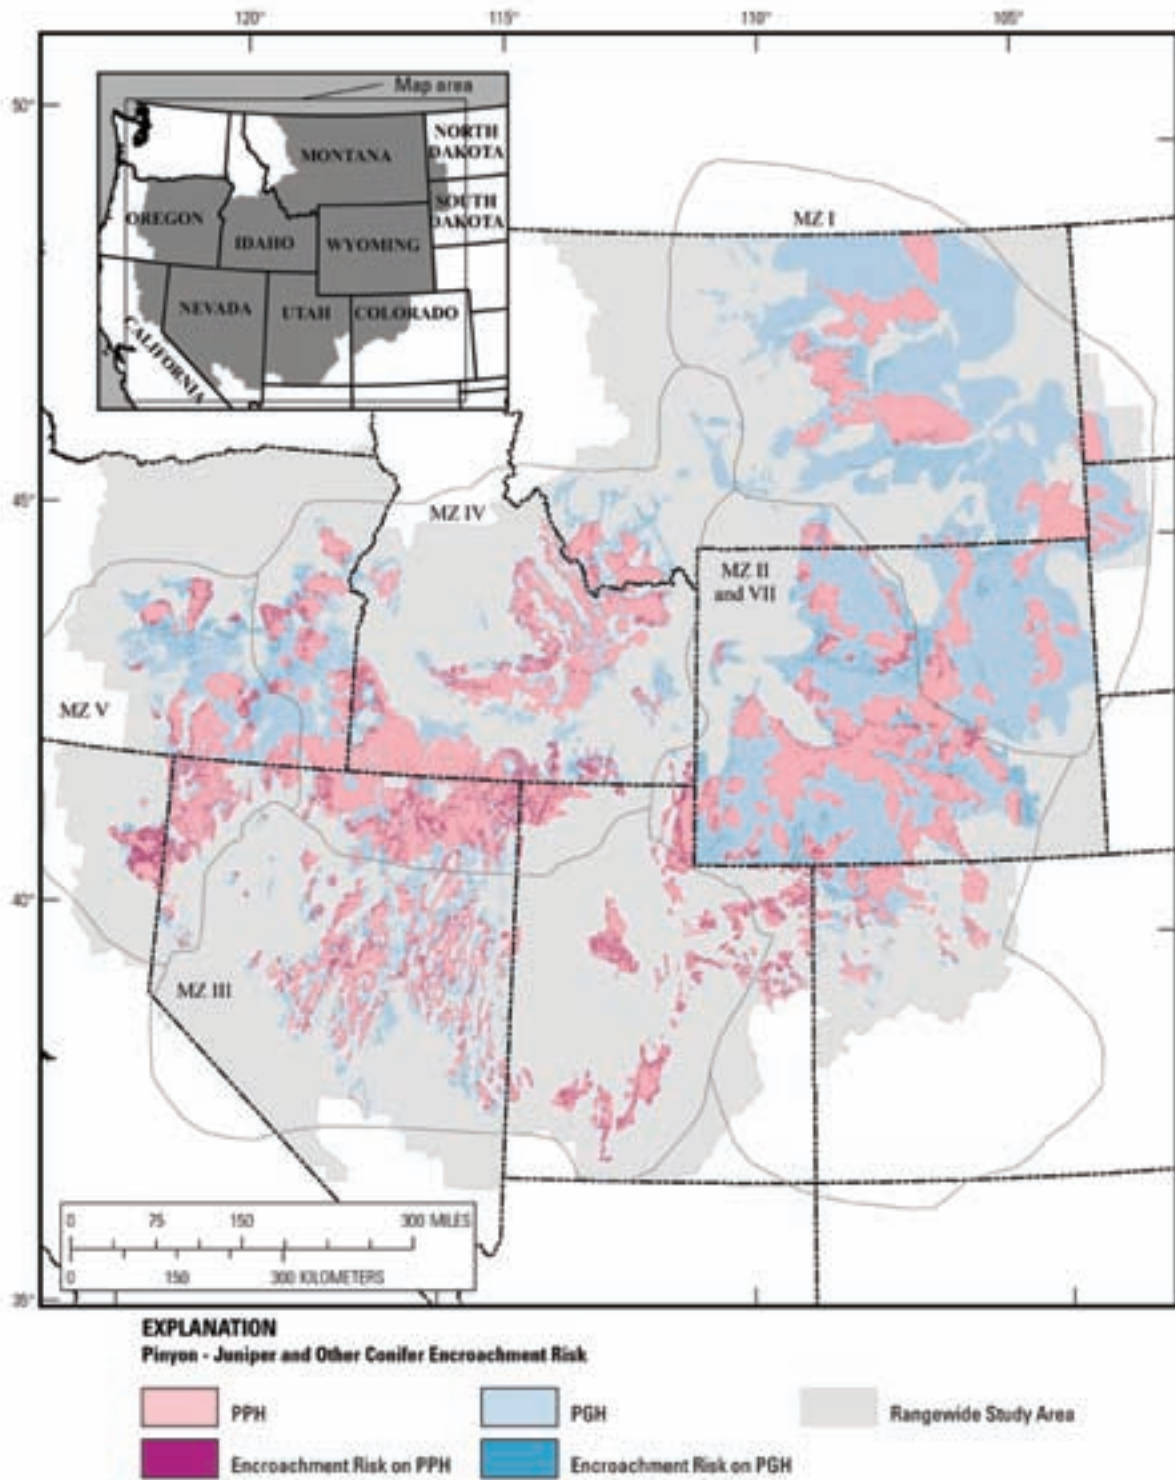 120° 115° 110° 105°
50°
Map area
NORTH
DAKOTA
MONTANA
SOUTH
DAKOTA
OREGON
IDAHO
WYOMING
NEVADA
UTAH
COLORADO
CALIFORNIA
MZ I
45°
MZ IV
MZ II
and VII
MZ V
40°
MZ III
0 75 150 300 MILES
0 150 300 KILOMETERS
35°
EXPLANATION
Pinyon - Juniper and Other Conifer Encroachment Risk
PPH PGH Rangewide Study Area
Encroachment Risk on PPH Encroachment Risk on PGH